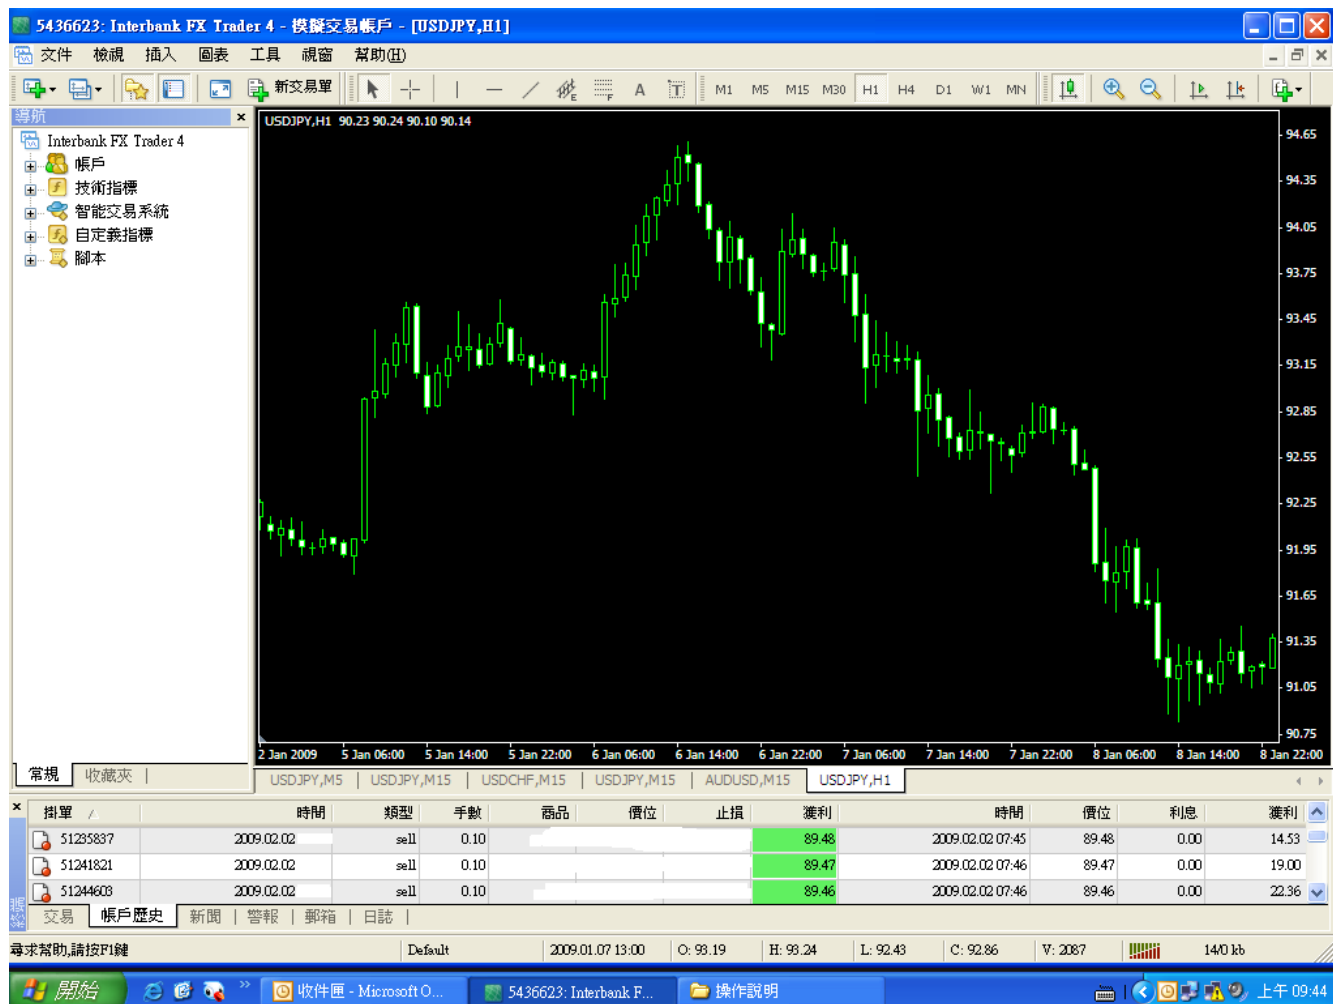 5436623: Interbank FX Trader 4 - 模擬交易帳戶 - [USDJPY,H1]
文件 檢視 插入 圖表 工具 視窗 幫助(H)
新交易單 A T M1 M5 M15 M30 H1 H4 D1 W1 MN
導航
Interbank FX Trader 4
帳戶
技術指標
智能交易系統
自定義指標
腳本
常規 收藏夾
USDJPY,H1 90.23 90.24 90.10 90.14
94.65
94.35
94.05
93.75
93.45
93.15
92.85
92.55
92.25
91.95
91.65
91.35
91.05
90.75
2 Jan 2009 5 Jan 06:00 5 Jan 14:00 5 Jan 22:00 6 Jan 06:00 6 Jan 14:00 6 Jan 22:00 7 Jan 06:00 7 Jan 14:00 7 Jan 22:00 8 Jan 06:00 8 Jan 14:00 8 Jan 22:00
USDJPY,M5 | USDJPY,M15 | USDCHF,M15 | USDJPY,M15 | AUDUSD,M15 USDJPY,H1
掛單 / 時間 類型 手數 商品 價位 止損 獲利 時間 價位 利息 獲利
51235837 2009.02.02 sell 0.10 89.48 2009.02.02 07:45 89.48 0.00 14.53
51241821 2009.02.02 sell 0.10 89.47 2009.02.02 07:46 89.47 0.00 19.00
51244603 2009.02.02 sell 0.10 89.46 2009.02.02 07:46 89.46 0.00 22.36
交易 帳戶歷史 新聞 | 警報 | 郵箱 | 日誌 |
尋求幫助,請按F1鍵 Default 2009.01.07 13:00 O: 93.19 H: 93.24 L: 92.43 C: 92.86 V: 2087 14/0 kb
開始 收件匣 - Microsoft O... 5436623: Interbank F... 操作說明 上午 09:44